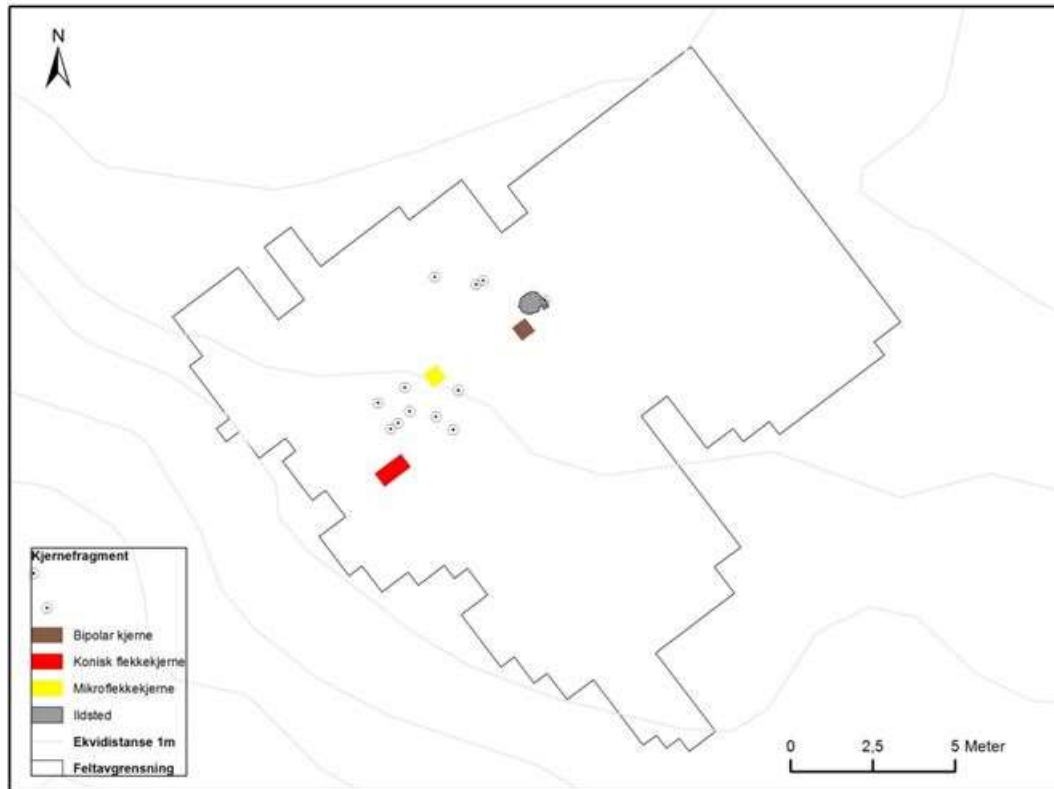 N
Kjernefragment
Bipolar kjerne
Konisk flekkekjerne
Mikroflekkekjerne
Ildsted
Ekvidistanse 1m
Feltavgrensning
0 2,5 5 Meter